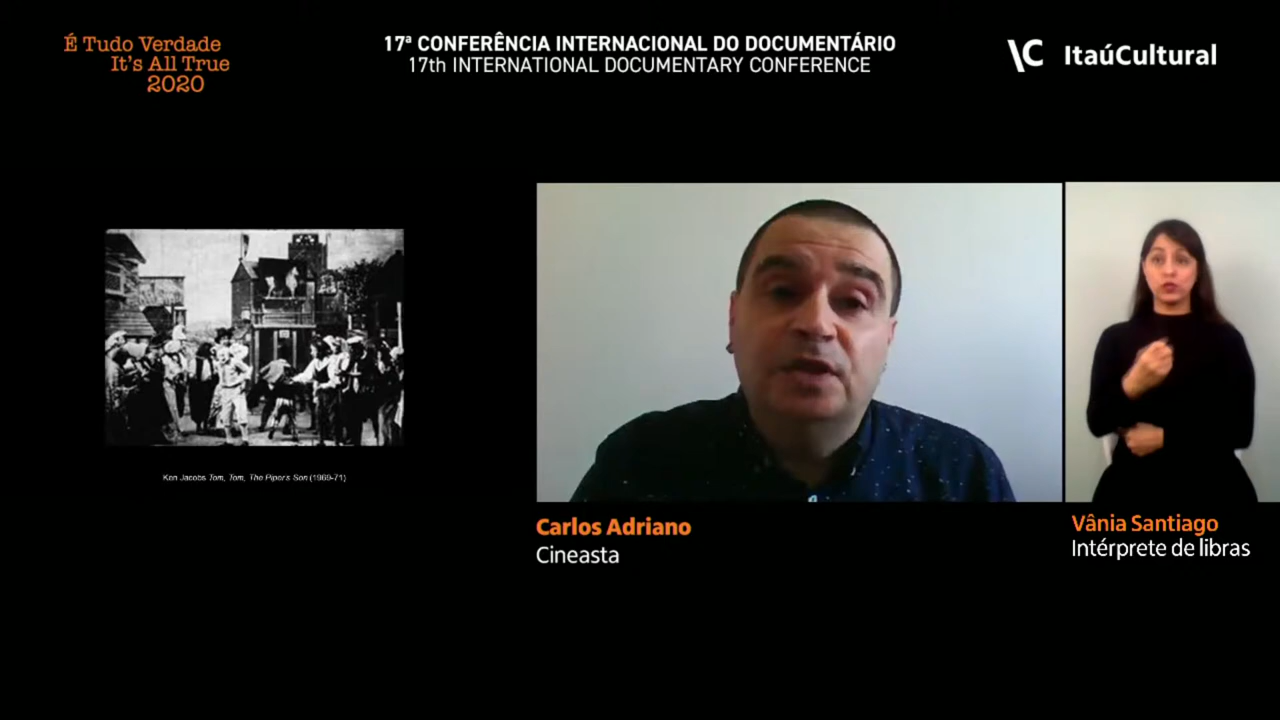 É Tudo Verdade
It's All True
2020
17ª CONFERÊNCIA INTERNACIONAL DO DOCUMENTÁRIO
17th INTERNATIONAL DOCUMENTARY CONFERENCE
ItaúCultural
Ken Jacobs Tom, Tom, The Piper's Son (1969-71)
Carlos Adriano
Cineasta
Vânia Santiago
Intérprete de libras